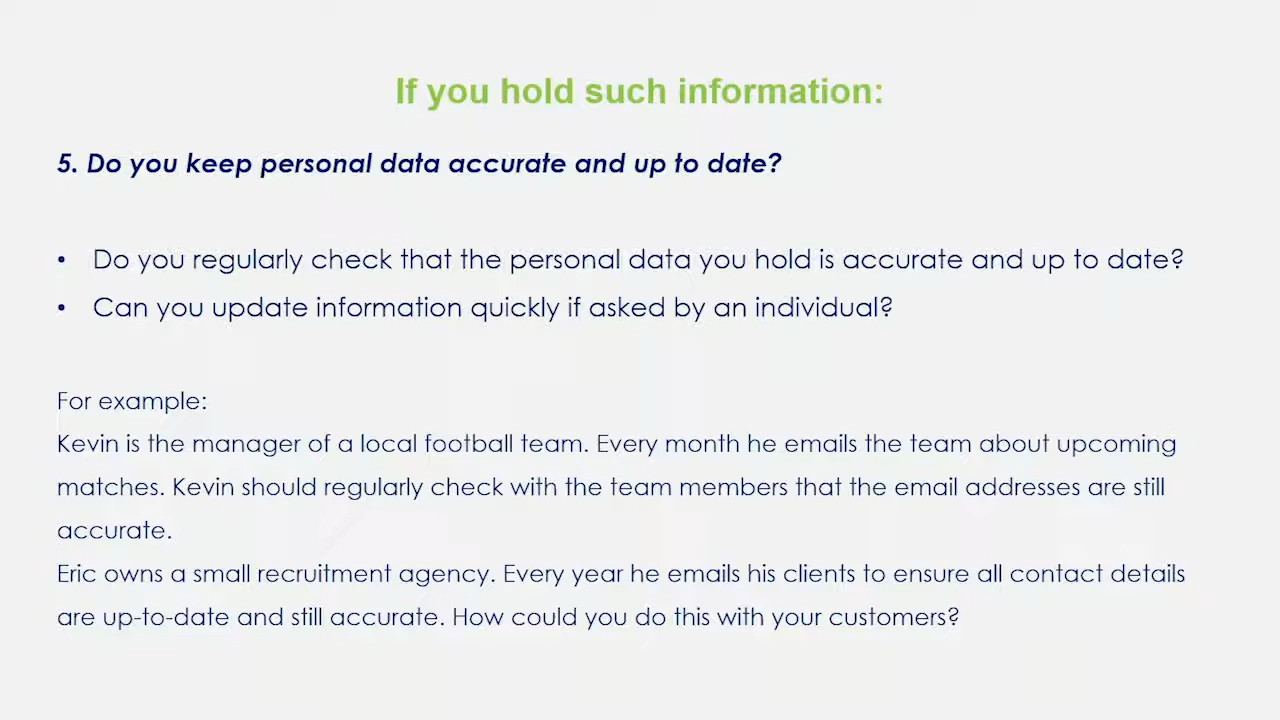 If you hold such information:
5. Do you keep personal data accurate and up to date?
• Do you regularly check that the personal data you hold is accurate and up to date?
• Can you update information quickly if asked by an individual?
For example:
Kevin is the manager of a local football team. Every month he emails the team about upcoming
matches. Kevin should regularly check with the team members that the email addresses are still
accurate.
Eric owns a small recruitment agency. Every year he emails his clients to ensure all contact details
are up-to-date and still accurate. How could you do this with your customers?